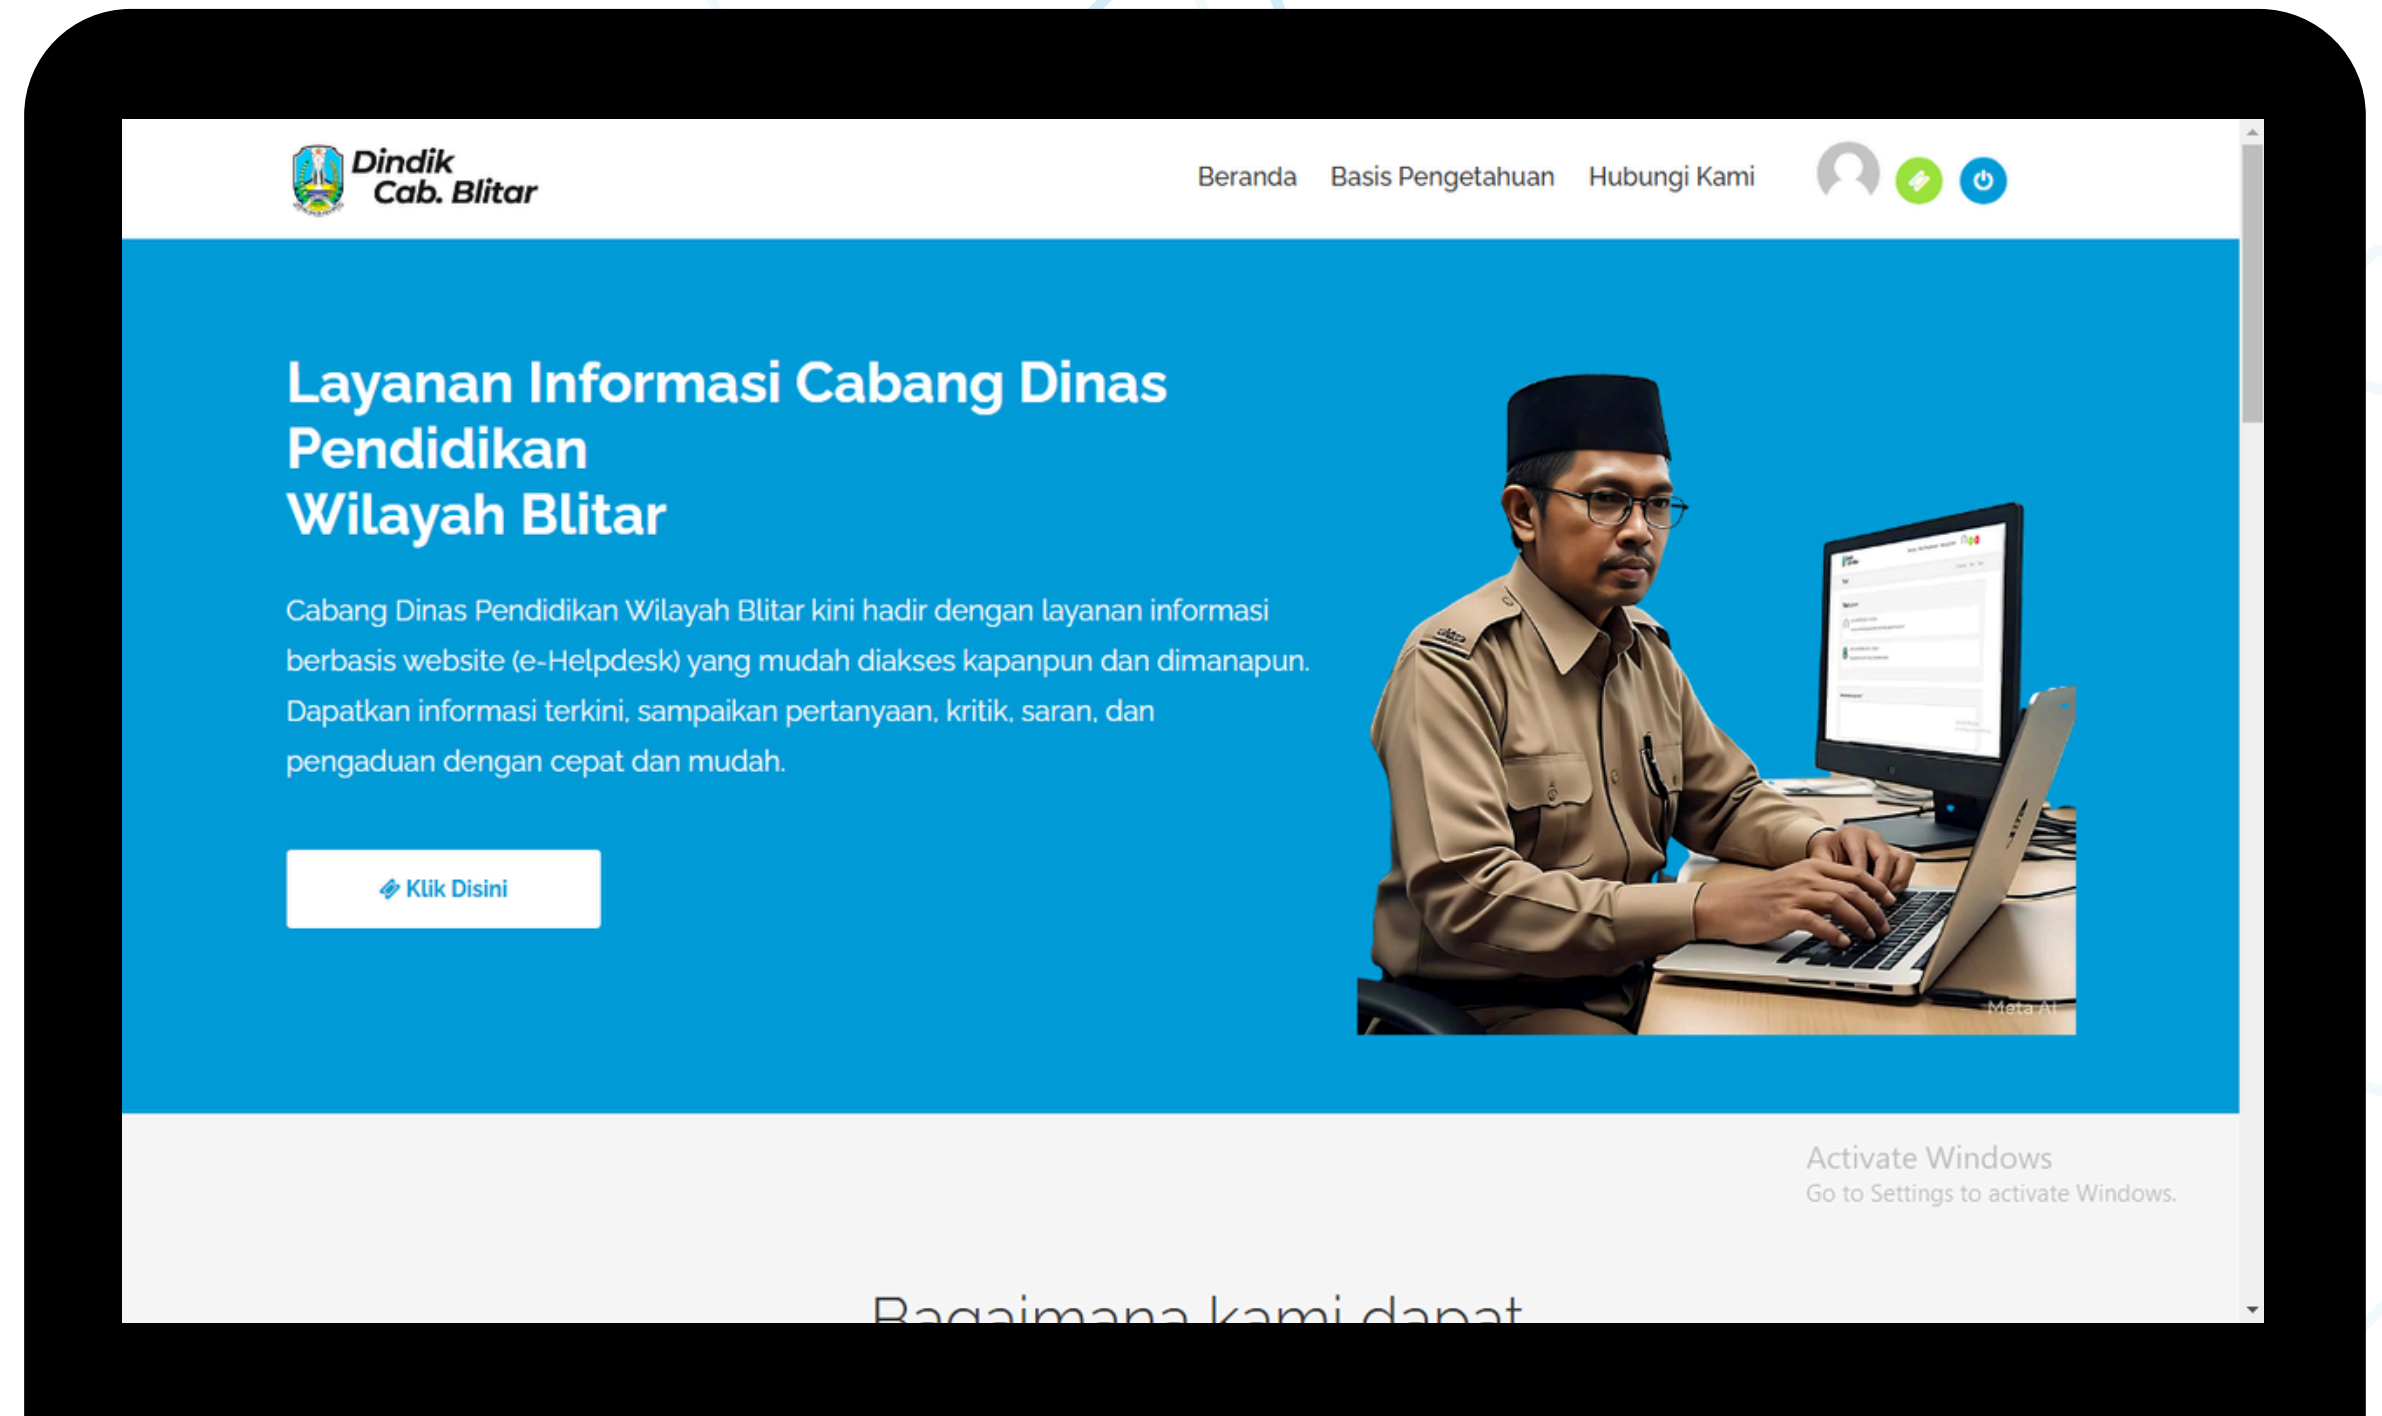 Dindik
Cab. Blitar
Beranda
Basis Pengetahuan
Hubungi Kami
Layanan Informasi Cabang Dinas
Pendidikan
Wilayah Blitar
Cabang Dinas Pendidikan Wilayah Blitar kini hadir dengan layanan informasi
berbasis website (e-Helpdesk) yang mudah diakses kapanpun dan dimanapun.
Dapatkan informasi terkini, sampaikan pertanyaan, kritik, saran, dan
pengaduan dengan cepat dan mudah.
Klik Disini
Meta AI
Activate Windows
Go to Settings to activate Windows.
Bagaimana kami dapat